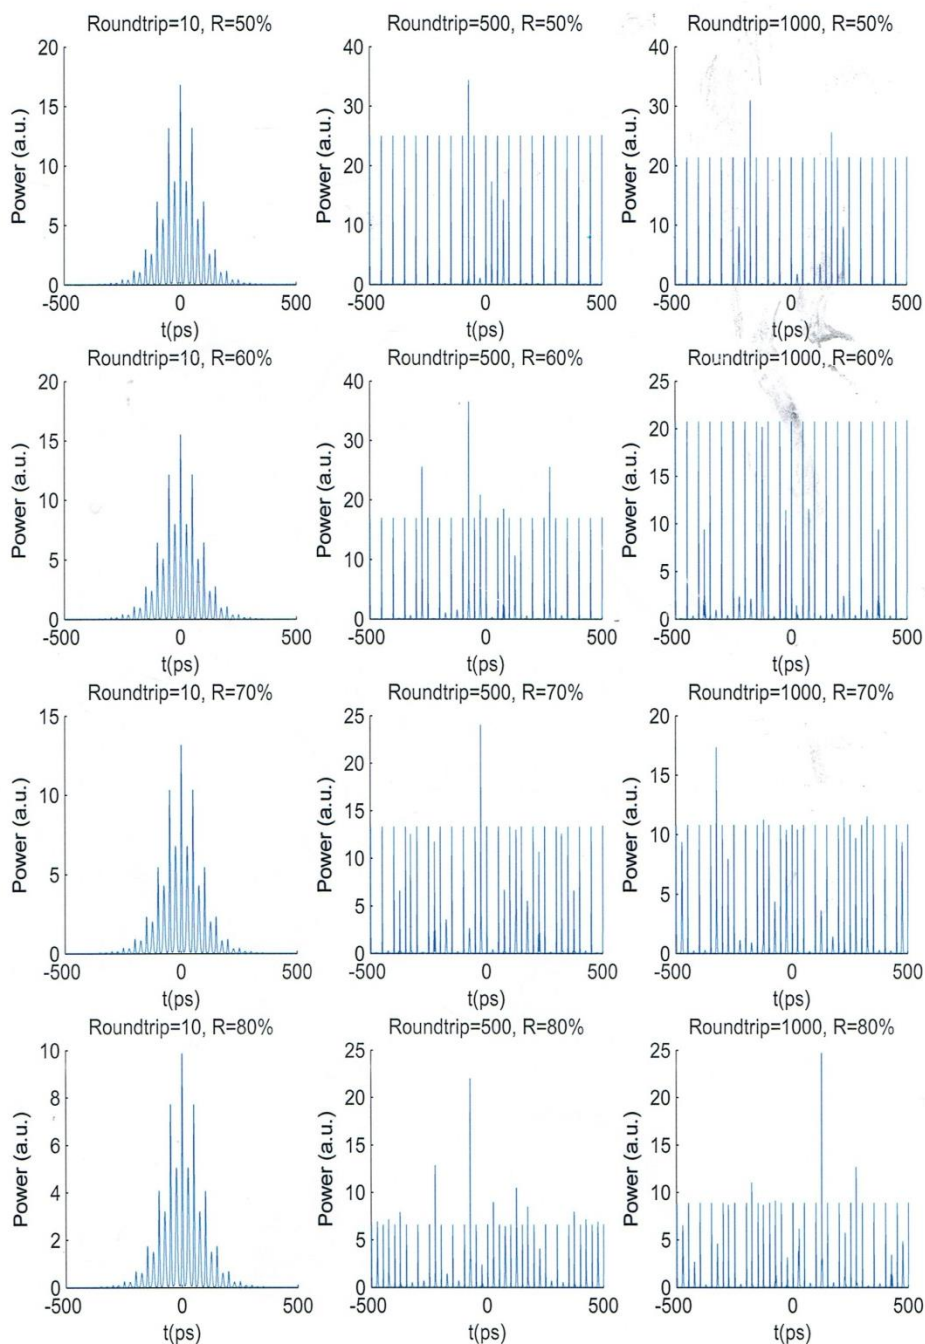 Roundtrip=10, R=50%
Power (a.u.)
20
15
10
5
0
-500
0
500
t(ps)
Roundtrip=500, R=50%
Power (a.u.)
40
30
20
10
0
-500
0
500
t(ps)
Roundtrip=1000, R=50%
Power (a.u.)
40
30
20
10
0
-500
0
500
t(ps)
Roundtrip=10, R=60%
Power (a.u.)
20
15
10
5
0
-500
0
500
t(ps)
Roundtrip=500, R=60%
Power (a.u.)
40
30
20
10
0
-500
0
500
t(ps)
Roundtrip=1000, R=60%
Power (a.u.)
25
20
15
10
5
0
-500
0
500
t(ps)
Roundtrip=10, R=70%
Power (a.u.)
15
10
5
0
-500
0
500
t(ps)
Roundtrip=500, R=70%
Power (a.u.)
25
20
15
10
5
0
-500
0
500
t(ps)
Roundtrip=1000, R=70%
Power (a.u.)
20
15
10
5
0
-500
0
500
t(ps)
Roundtrip=10, R=80%
Power (a.u.)
10
8
6
4
2
0
-500
0
500
t(ps)
Roundtrip=500, R=80%
Power (a.u.)
25
20
15
10
5
0
-500
0
500
t(ps)
Roundtrip=1000, R=80%
Power (a.u.)
25
20
15
10
5
0
-500
0
500
t(ps)